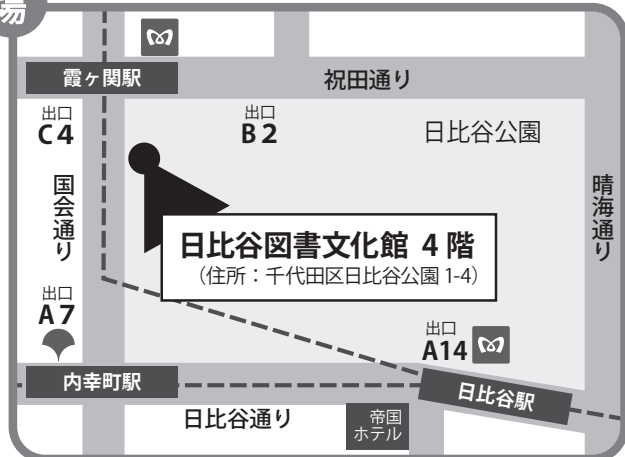 場
霞ヶ関駅
祝田通り
出口
C4
出口
B2
日比谷公園
国会通り
晴海通り
日比谷図書文化館 4階
（住所：千代田区日比谷公園1-4）
出口
A7
出口
A14
内幸町駅
日比谷駅
日比谷通り
帝国
ホテル